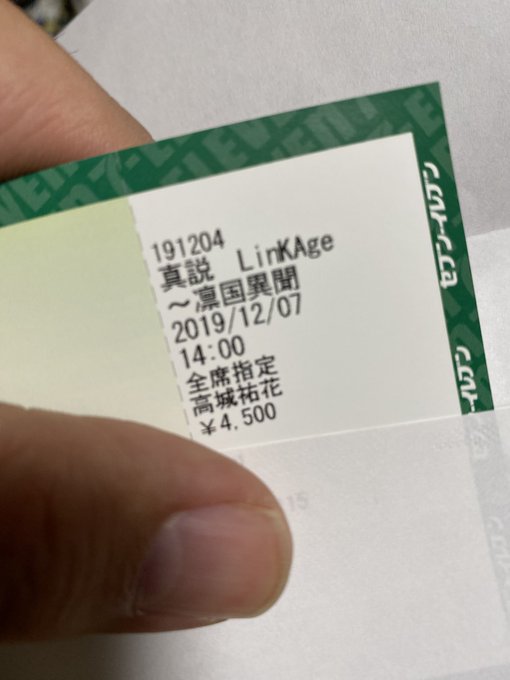 191204
真説 LinKAge
～凛国異聞
2019/12/07
14:00
全席指定
高城祐花
￥4,500
セブン-イレブン